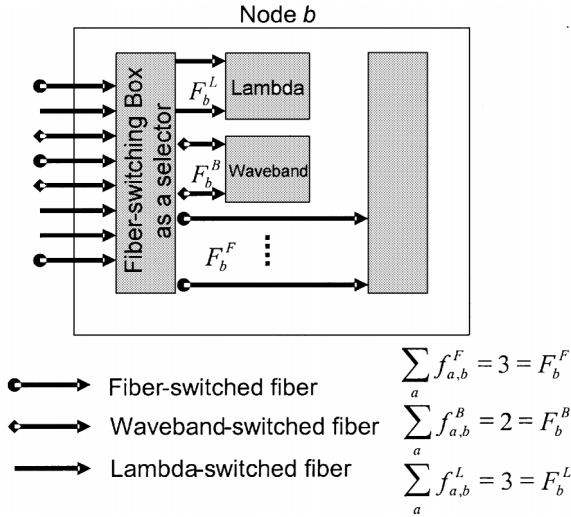 Node b
Fiber-switching Box
as a selector
F_b^L
Lambda
F_b^B
Waveband
F_b^F
Fiber-switched fiber
Waveband-switched fiber
Lambda-switched fiber
∑_a f_{a,b}^F = 3 = F_b^F
∑_a f_{a,b}^B = 2 = F_b^B
∑_a f_{a,b}^L = 3 = F_b^L